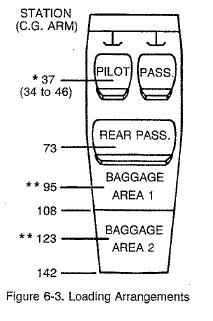 STATION
(C.G. ARM)
PILOT
PASS.
* 37
(34 to 46)
REAR PASS.
73
** 95
BAGGAGE
AREA 1
108
** 123
BAGGAGE
AREA 2
142
Figure 6-3. Loading Arrangements